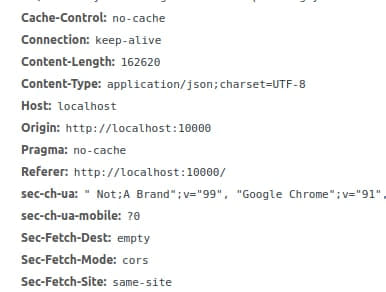 Cache-Control: no-cache
Connection: keep-alive
Content-Length: 162620
Content-Type: application/json;charset=UTF-8
Host: localhost
Origin: http://localhost:10000
Pragma: no-cache
Referer: http://localhost:10000/
sec-ch-ua: " Not;A Brand";v="99", "Google Chrome";v="91",
sec-ch-ua-mobile: ?0
Sec-Fetch-Dest: empty
Sec-Fetch-Mode: cors
Sec-Fetch-Site: same-site